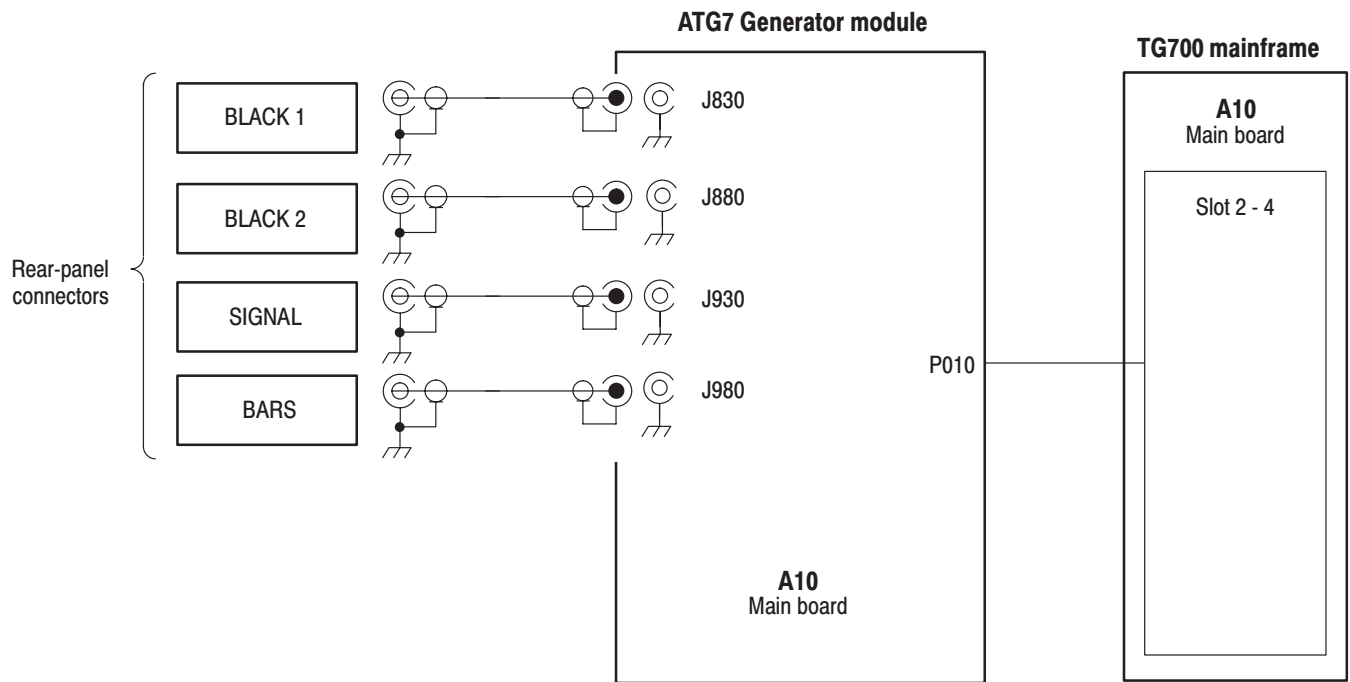 ATG7 Generator module
TG700 mainframe
BLACK 1
J830
A10
Main board
BLACK 2
J880
Slot 2 - 4
Rear-panel
connectors
SIGNAL
J930
P010
BARS
J980
A10
Main board